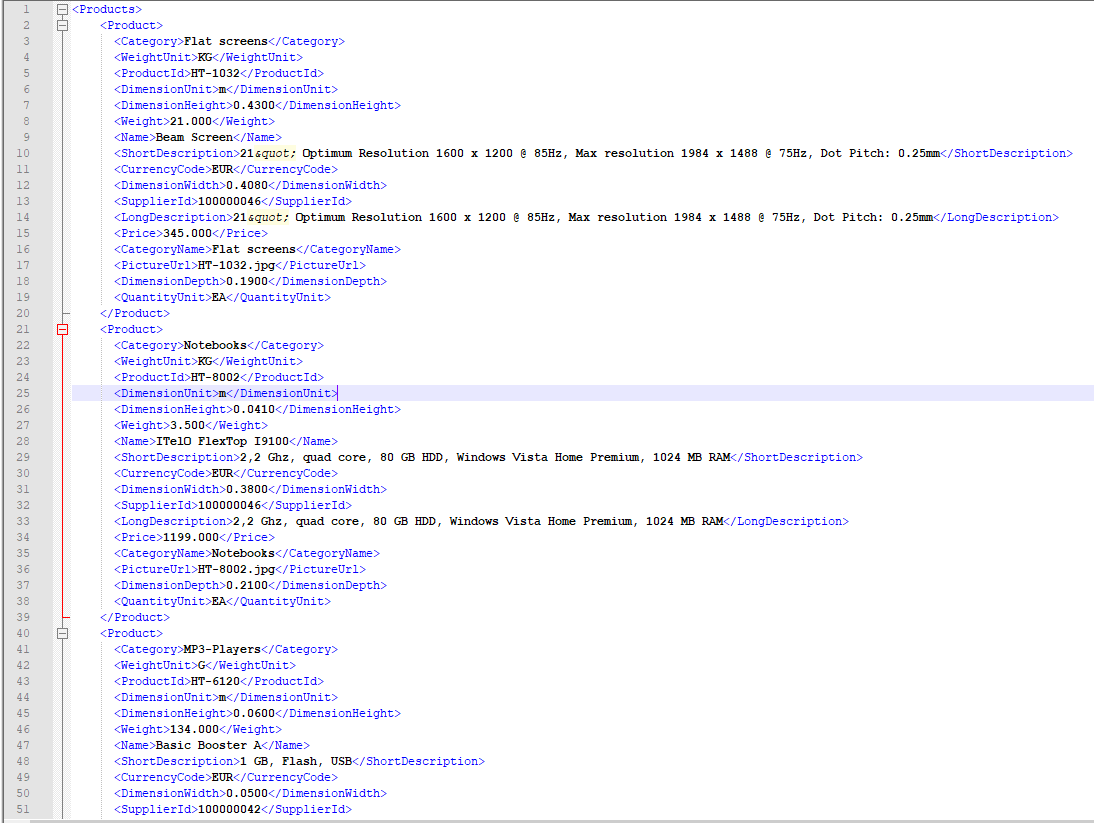 1 <Products>
2 <Product>
3 <Category>Flat screens</Category>
4 <WeightUnit>KG</WeightUnit>
5 <ProductId>HT-1032</ProductId>
6 <DimensionUnit>m</DimensionUnit>
7 <DimensionHeight>0.4300</DimensionHeight>
8 <Weight>21.000</Weight>
9 <Name>Beam Screen</Name>
10 <ShortDescription>21&quot; Optimum Resolution 1600 x 1200 @ 85Hz, Max resolution 1984 x 1488 @ 75Hz, Dot Pitch: 0.25mm</ShortDescription>
11 <CurrencyCode>EUR</CurrencyCode>
12 <DimensionWidth>0.4080</DimensionWidth>
13 <SupplierId>100000046</SupplierId>
14 <LongDescription>21&quot; Optimum Resolution 1600 x 1200 @ 85Hz, Max resolution 1984 x 1488 @ 75Hz, Dot Pitch: 0.25mm</LongDescription>
15 <Price>345.000</Price>
16 <CategoryName>Flat screens</CategoryName>
17 <PictureUrl>HT-1032.jpg</PictureUrl>
18 <DimensionDepth>0.1900</DimensionDepth>
19 <QuantityUnit>EA</QuantityUnit>
20 </Product>
21 <Product>
22 <Category>Notebooks</Category>
23 <WeightUnit>KG</WeightUnit>
24 <ProductId>HT-8002</ProductId>
25 <DimensionUnit>m</DimensionUnit>
26 <DimensionHeight>0.0410</DimensionHeight>
27 <Weight>3.500</Weight>
28 <Name>ITelO FlexTop I9100</Name>
29 <ShortDescription>2,2 Ghz, quad core, 80 GB HDD, Windows Vista Home Premium, 1024 MB RAM</ShortDescription>
30 <CurrencyCode>EUR</CurrencyCode>
31 <DimensionWidth>0.3800</DimensionWidth>
32 <SupplierId>100000046</SupplierId>
33 <LongDescription>2,2 Ghz, quad core, 80 GB HDD, Windows Vista Home Premium, 1024 MB RAM</LongDescription>
34 <Price>1199.000</Price>
35 <CategoryName>Notebooks</CategoryName>
36 <PictureUrl>HT-8002.jpg</PictureUrl>
37 <DimensionDepth>0.2100</DimensionDepth>
38 <QuantityUnit>EA</QuantityUnit>
39 </Product>
40 <Product>
41 <Category>MP3-Players</Category>
42 <WeightUnit>G</WeightUnit>
43 <ProductId>HT-6120</ProductId>
44 <DimensionUnit>m</DimensionUnit>
45 <DimensionHeight>0.0600</DimensionHeight>
46 <Weight>134.000</Weight>
47 <Name>Basic Booster A</Name>
48 <ShortDescription>1 GB, Flash, USB</ShortDescription>
49 <CurrencyCode>EUR</CurrencyCode>
50 <DimensionWidth>0.0500</DimensionWidth>
51 <SupplierId>100000042</SupplierId>